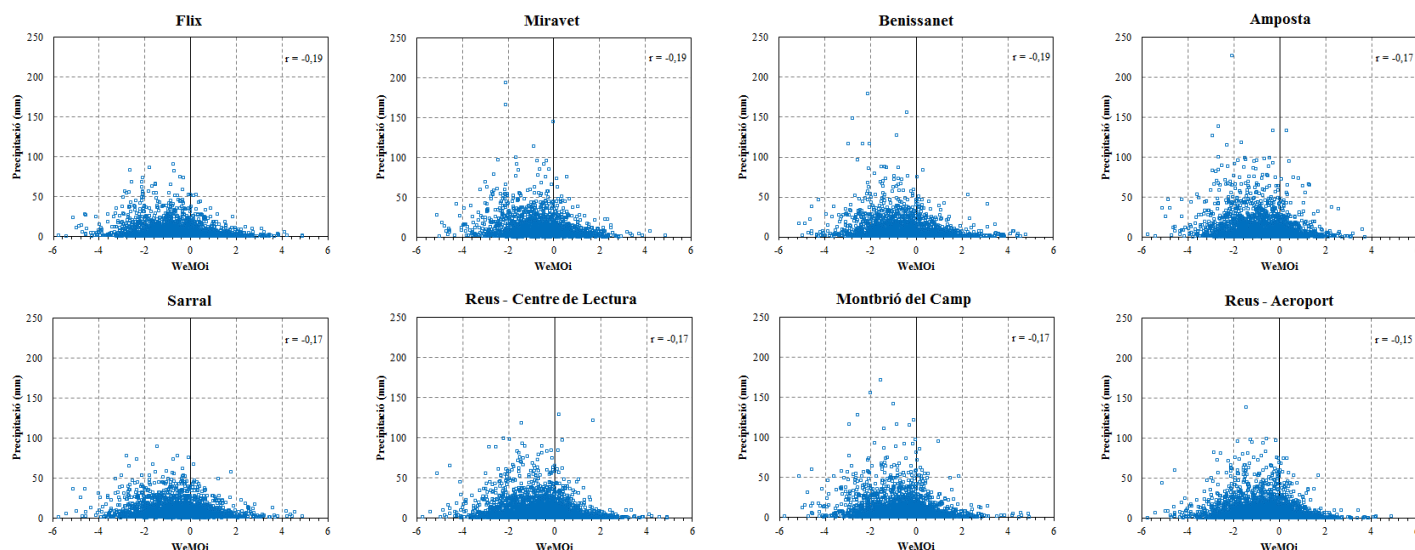 Flix
250
200
150
100
50
0
-6 -4 -2 0 2 4 6
Precipitació (mm)
WeMOi
r = -0,19
Miravet
250
200
150
100
50
0
-6 -4 -2 0 2 4 6
Precipitació (mm)
WeMOi
r = -0,19
Benissanet
250
200
150
100
50
0
-6 -4 -2 0 2 4 6
Precipitació (mm)
WeMOi
r = -0,19
Amposta
250
200
150
100
50
0
-6 -4 -2 0 2 4 6
Precipitació (mm)
WeMOi
r = -0,17
Sarral
250
200
150
100
50
0
-6 -4 -2 0 2 4 6
Precipitació (mm)
WeMOi
r = -0,17
Reus - Centre de Lectura
250
200
150
100
50
0
-6 -4 -2 0 2 4 6
Precipitació (mm)
WeMOi
r = -0,17
Montbrió del Camp
250
200
150
100
50
0
-6 -4 -2 0 2 4 6
Precipitació (mm)
WeMOi
r = -0,17
Reus - Aeroport
250
200
150
100
50
0
-6 -4 -2 0 2 4 6
Precipitació (mm)
WeMOi
r = -0,15